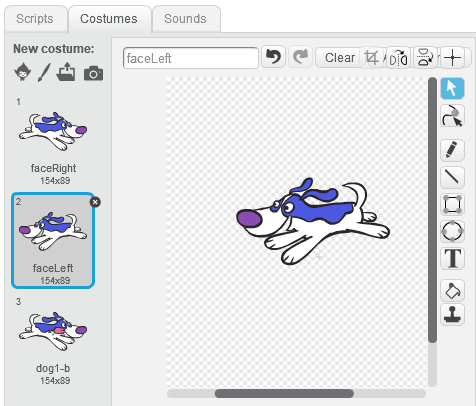 Scripts
Costumes
Sounds
New costume:
faceLeft
Clear
1
faceRight
154x89
2
faceLeft
154x89
3
dog1-b
154x89
T